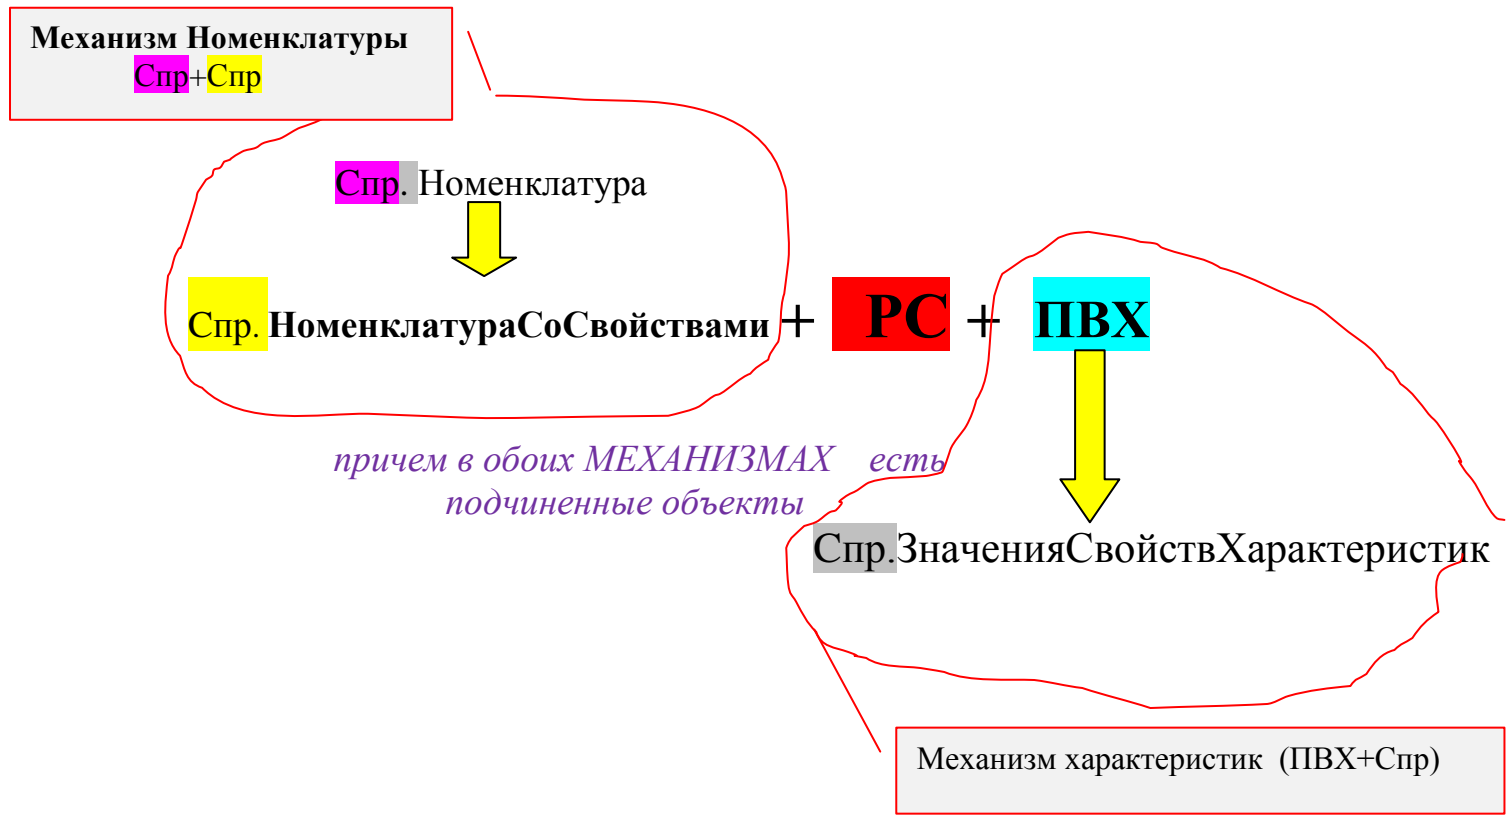 Механизм Номенклатуры
Спр+Спр
Спр. Номенклатура
Спр. НоменклатураСоСвойствами + РС + ПВХ
причем в обоих МЕХАНИЗМАХ есть
подчиненные объекты
Спр.ЗначенияСвойствХарактеристик
Механизм характеристик (ПВХ+Спр)